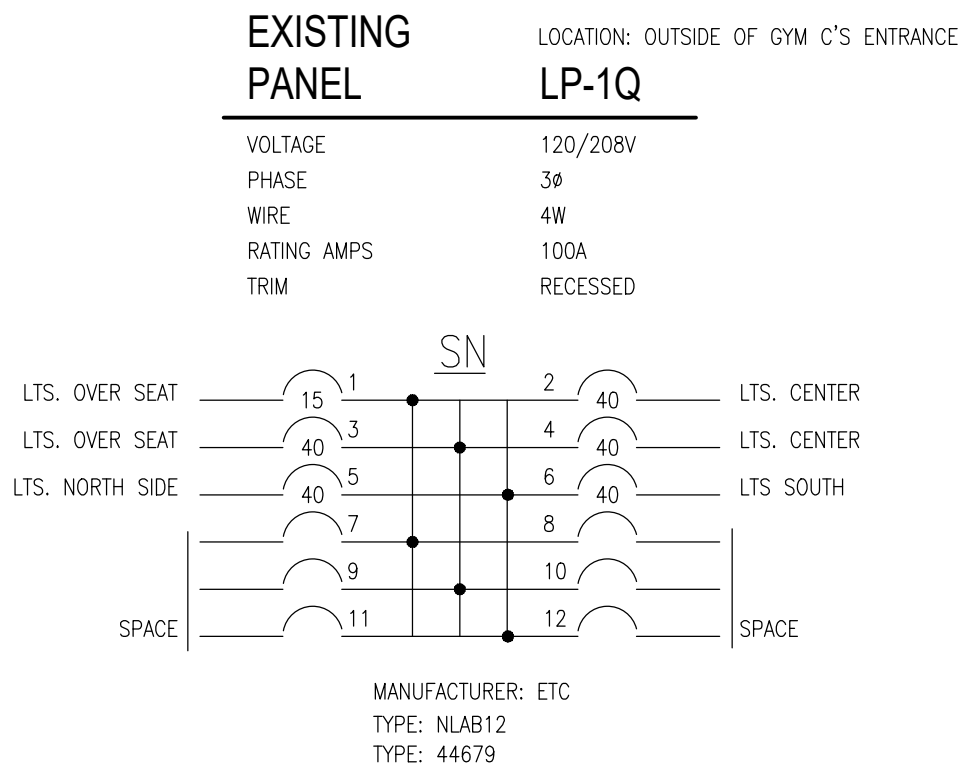 EXISTING
PANEL LP-1Q
LOCATION: OUTSIDE OF GYM C'S ENTRANCE
VOLTAGE 120/208V
PHASE 3ø
WIRE 4W
RATING AMPS 100A
TRIM RECESSED
SN
LTS. OVER SEAT 15 1 2 40 LTS. CENTER
LTS. OVER SEAT 40 3 4 40 LTS. CENTER
LTS. NORTH SIDE 40 5 6 40 LTS SOUTH
7 8
9 10
SPACE 11 12 SPACE
MANUFACTURER: ETC
TYPE: NLAB12
TYPE: 44679